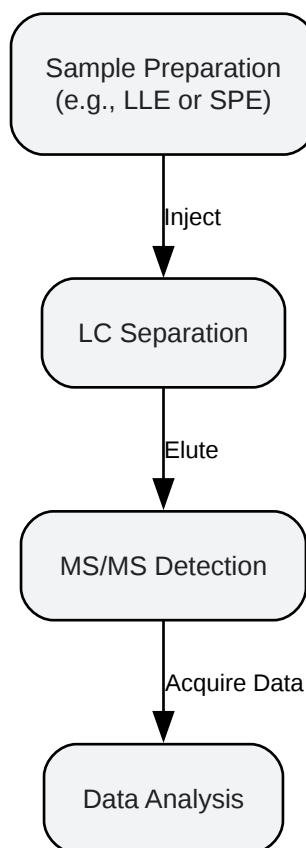 Sample Preparation
(e.g., LLE or SPE)
Inject
LC Separation
Elute
MS/MS Detection
Acquire Data
Data Analysis